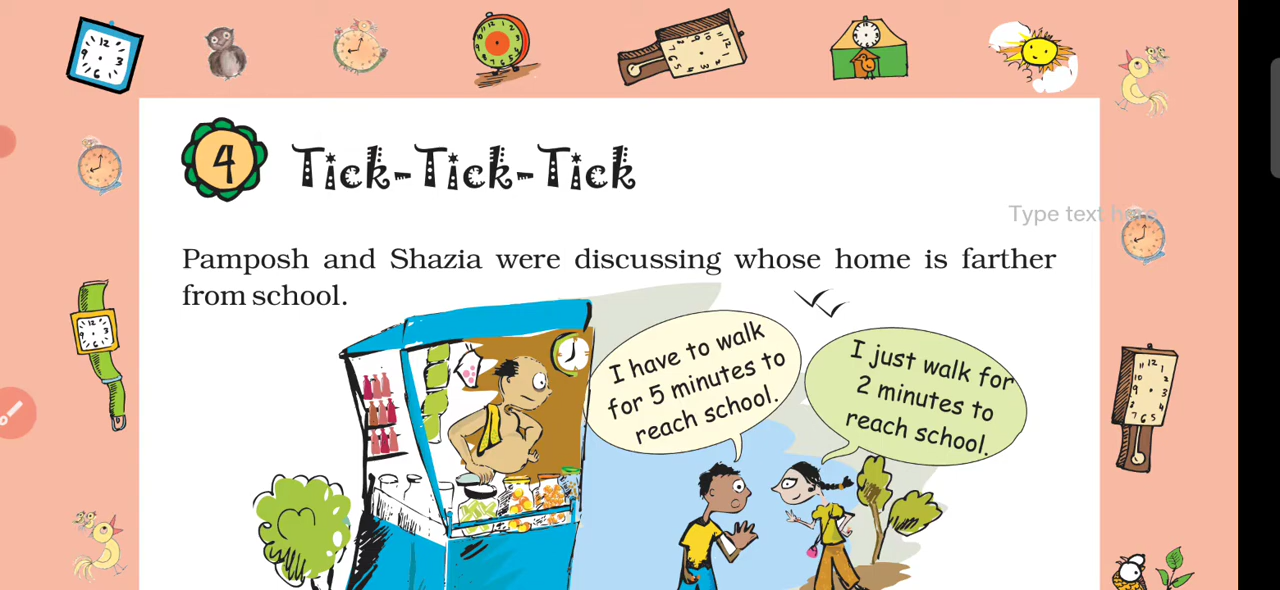 4 Tick-Tick-Tick
Type text here
Pamposh and Shazia were discussing whose home is farther
from school.
I have to walk
for 5 minutes to
reach school.
I just walk for
2 minutes to
reach school.